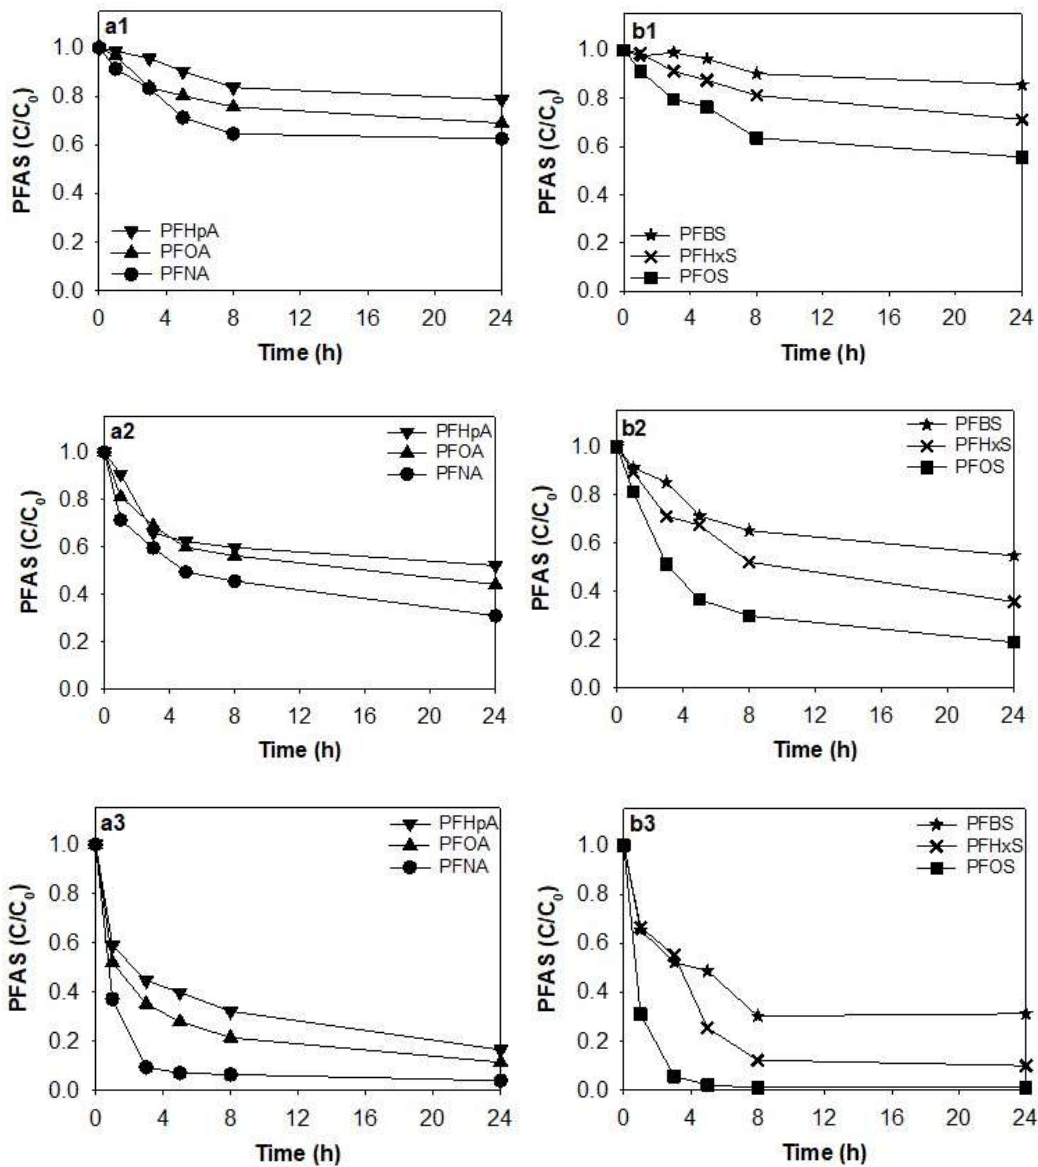 a1
1.0
0.8
0.6
0.4
0.2
0.0
PFAS (C/C0)
PFHpA
PFOA
PFNA
0 4 8 12 16 20 24
Time (h)
b1
1.0
0.8
0.6
0.4
0.2
0.0
PFAS (C/C0)
PFBS
PFHxS
PFOS
0 4 8 12 16 20 24
Time (h)
a2
1.0
0.8
0.6
0.4
0.2
0.0
PFAS (C/C0)
PFHpA
PFOA
PFNA
0 4 8 12 16 20 24
Time (h)
b2
1.0
0.8
0.6
0.4
0.2
0.0
PFAS (C/C0)
PFBS
PFHxS
PFOS
0 4 8 12 16 20 24
Time (h)
a3
1.0
0.8
0.6
0.4
0.2
0.0
PFAS (C/C0)
PFHpA
PFOA
PFNA
0 4 8 12 16 20 24
Time (h)
b3
1.0
0.8
0.6
0.4
0.2
0.0
PFAS (C/C0)
PFBS
PFHxS
PFOS
0 4 8 12 16 20 24
Time (h)